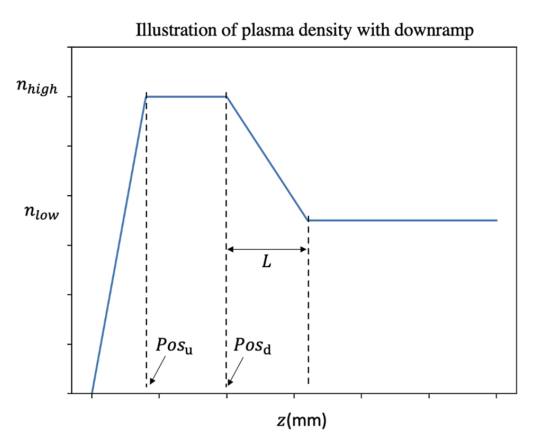 Illustration of plasma density with downramp
n_high
n_low
L
Pos_u
Pos_d
z(mm)